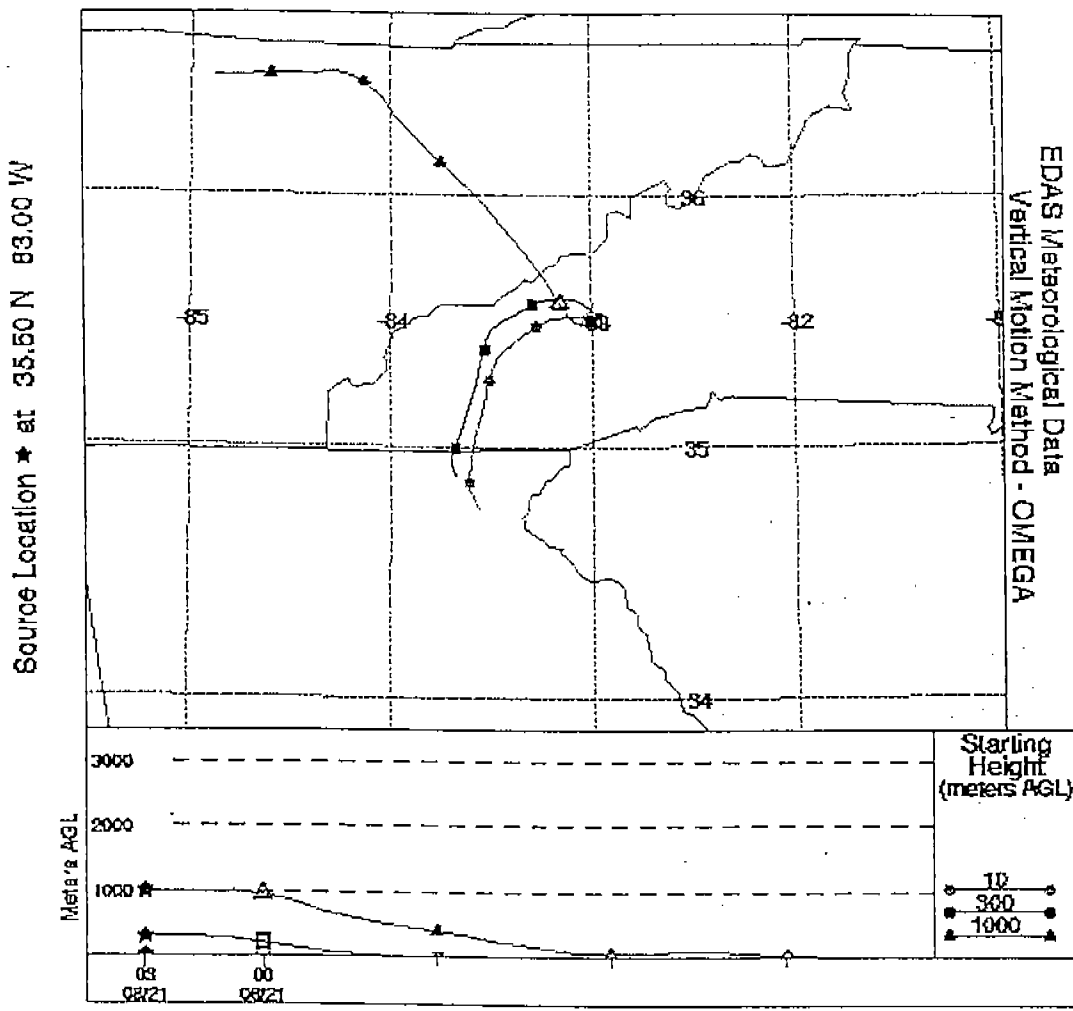 Source Location ★ at 35.50 N 83.00 W
EDAS Meteorological Data
Vertical Motion Method - OMEGA
36
-85
-84
-82
35
34
Meters AGL
3000
2000
1000
03
08/21
00
08/21
Starting
Height
(meters AGL)
10
300
1000